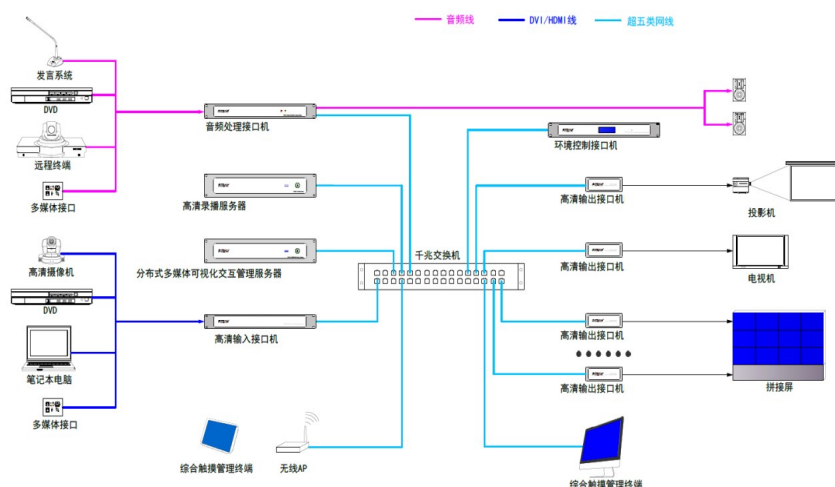 音频线 DVI/HDMI线 超五类网线
发言系统
DVD
音频处理接口机
环境控制接口机
远程终端
多媒体接口
高清录播服务器
高清输出接口机
投影机
千兆交换机
高清摄像机
分布式多媒体可视化交互管理服务器
高清输出接口机
电视机
DVD
高清输入接口机
高清输出接口机
笔记本电脑
高清输出接口机
拼接屏
多媒体接口
综合触摸管理终端
无线AP
综合触摸管理终端